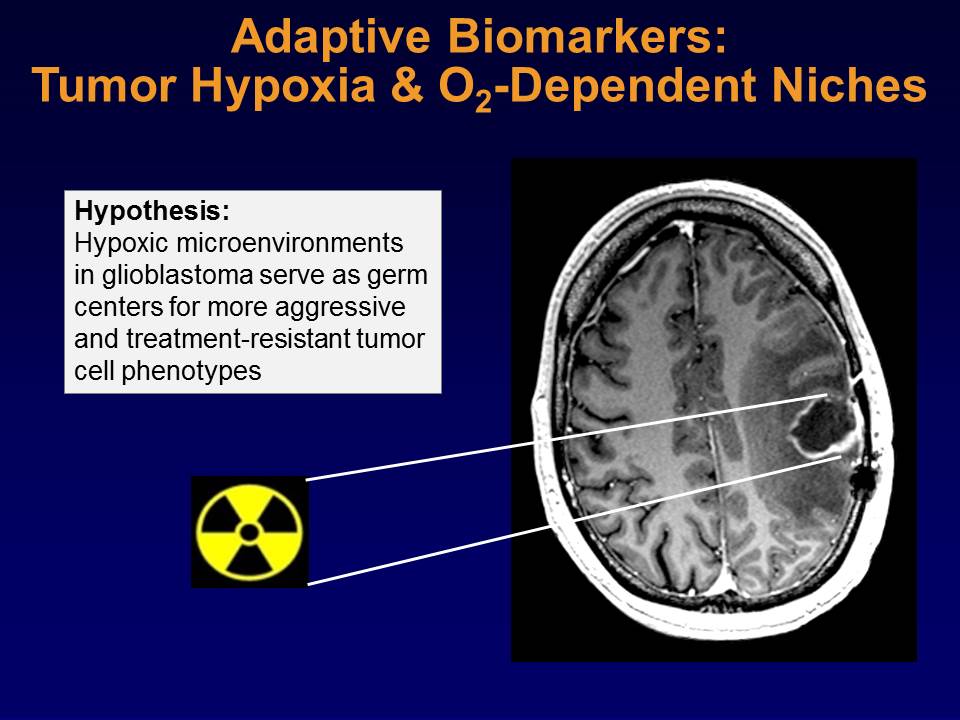 Adaptive Biomarkers:
Tumor Hypoxia & O₂-Dependent Niches
Hypothesis:
Hypoxic microenvironments
in glioblastoma serve as germ
centers for more aggressive
and treatment-resistant tumor
cell phenotypes